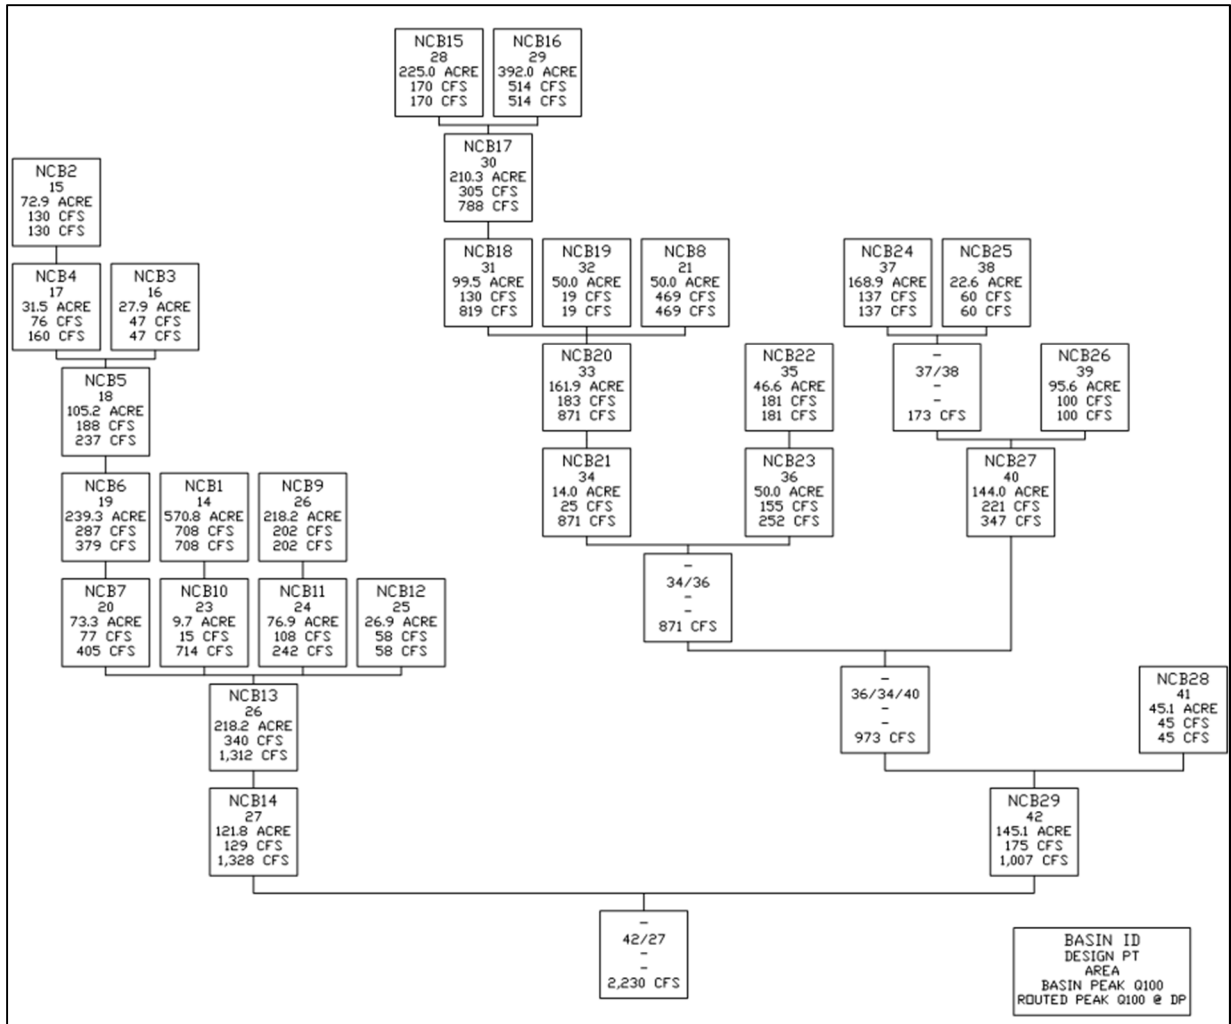 NCB15
28
225.0 ACRE
170 CFS
170 CFS
NCB16
29
392.0 ACRE
514 CFS
514 CFS
NCB17
30
210.3 ACRE
305 CFS
788 CFS
NCB2
15
72.9 ACRE
130 CFS
130 CFS
NCB4
17
31.5 ACRE
76 CFS
160 CFS
NCB3
16
27.9 ACRE
47 CFS
47 CFS
NCB18
31
99.5 ACRE
130 CFS
819 CFS
NCB19
32
50.0 ACRE
19 CFS
19 CFS
NCB8
21
50.0 ACRE
469 CFS
469 CFS
NCB24
37
168.9 ACRE
137 CFS
137 CFS
NCB25
38
22.6 ACRE
60 CFS
60 CFS
NCB5
18
105.2 ACRE
188 CFS
237 CFS
NCB20
33
161.9 ACRE
183 CFS
871 CFS
NCB22
35
46.6 ACRE
181 CFS
181 CFS
-
37/38
-
-
173 CFS
NCB26
39
95.6 ACRE
100 CFS
100 CFS
NCB6
19
239.3 ACRE
287 CFS
379 CFS
NCB1
14
570.8 ACRE
708 CFS
708 CFS
NCB9
26
218.2 ACRE
202 CFS
202 CFS
NCB21
34
14.0 ACRE
25 CFS
871 CFS
NCB23
36
50.0 ACRE
155 CFS
252 CFS
NCB27
40
144.0 ACRE
221 CFS
347 CFS
NCB7
20
73.3 ACRE
77 CFS
405 CFS
NCB10
23
9.7 ACRE
15 CFS
714 CFS
NCB11
24
76.9 ACRE
108 CFS
242 CFS
NCB12
25
26.9 ACRE
58 CFS
58 CFS
-
34/36
-
-
871 CFS
NCB13
26
218.2 ACRE
340 CFS
1,312 CFS
-
36/34/40
-
-
973 CFS
NCB28
41
45.1 ACRE
45 CFS
45 CFS
NCB14
27
121.8 ACRE
129 CFS
1,328 CFS
NCB29
42
145.1 ACRE
175 CFS
1,007 CFS
-
42/27
-
-
2,230 CFS
BASIN ID
DESIGN PT
AREA
BASIN PEAK Q100
ROUTED PEAK Q100 @ DP